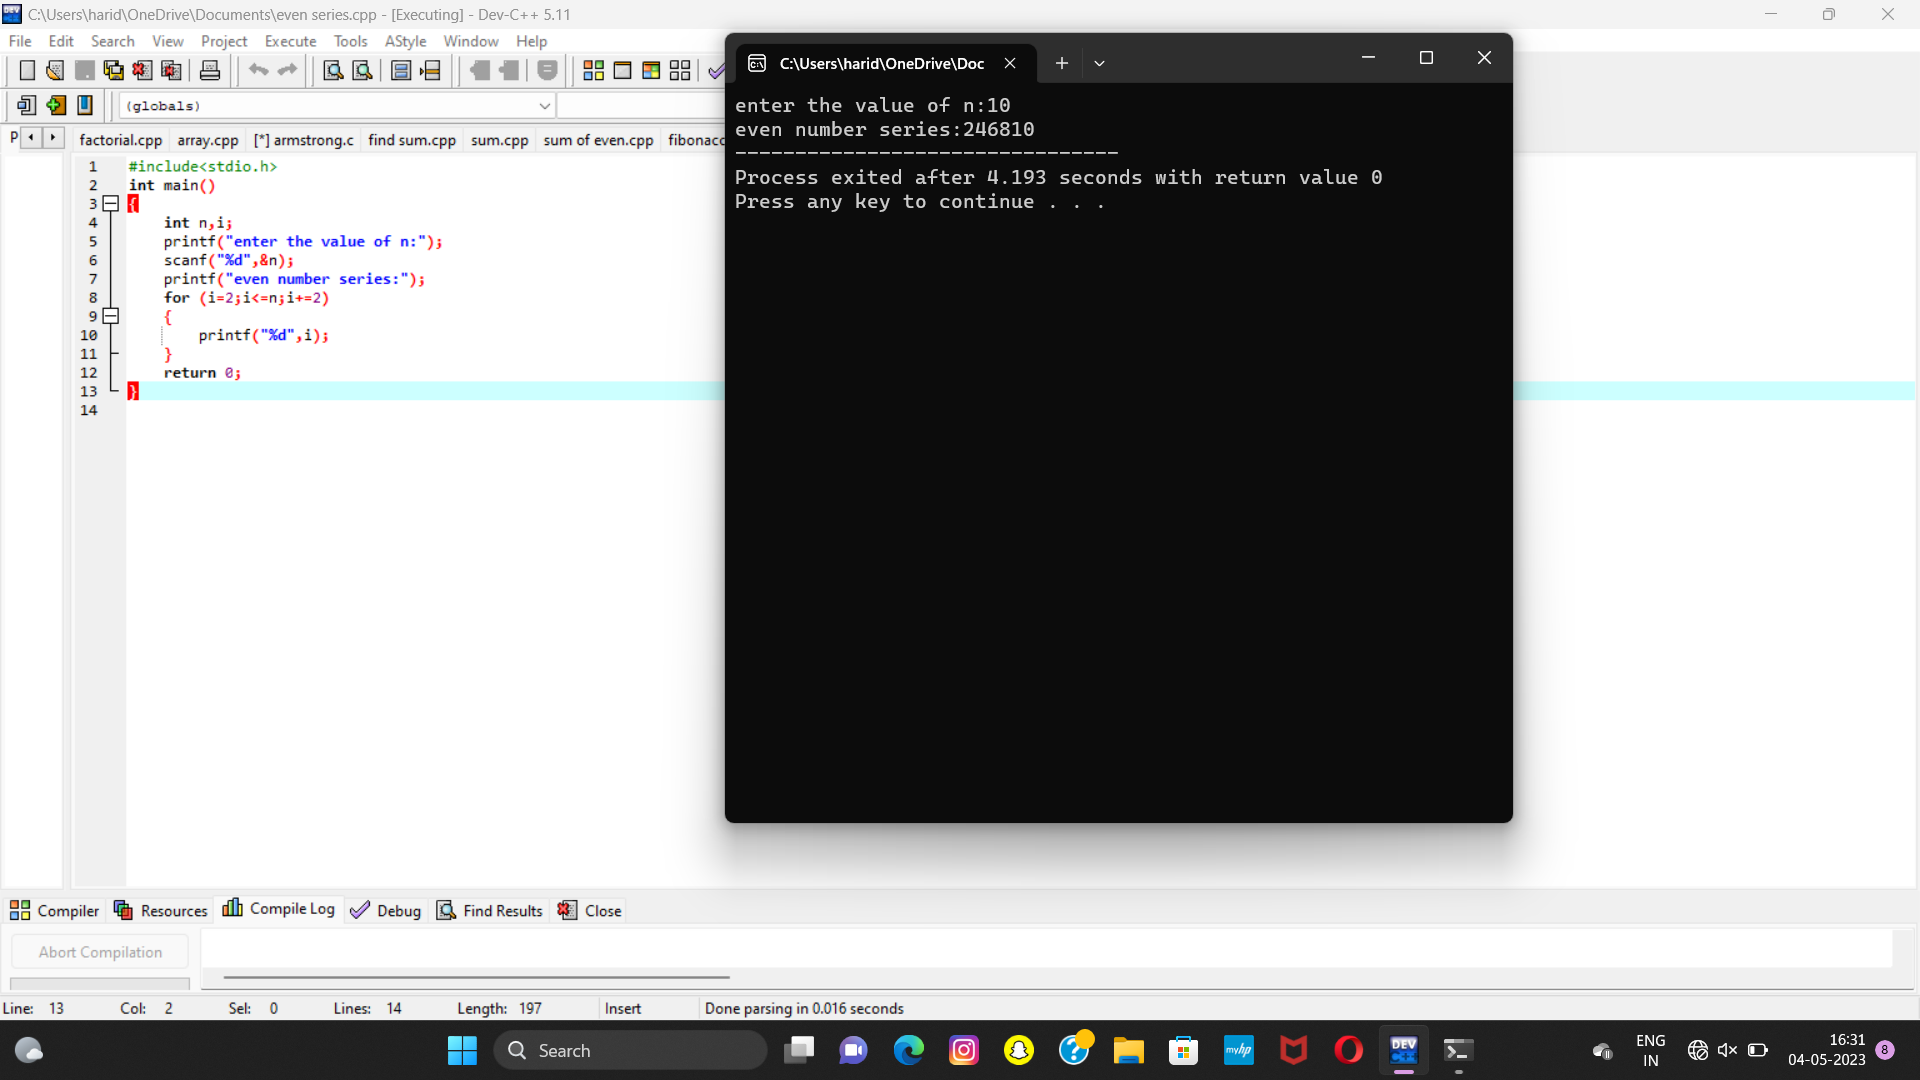 C:\Users\harid\OneDrive\Documents\even series.cpp - [Executing] - Dev-C++ 5.11
File Edit Search View Project Execute Tools AStyle Window Help
(globals)
P factorial.cpp array.cpp [*] armstrong.c find sum.cpp sum.cpp sum of even.cpp fibonacc
1 #include<stdio.h>
2 int main()
3 {
4 int n,i;
5 printf("enter the value of n:");
6 scanf("%d",&n);
7 printf("even number series:");
8 for (i=2;i<=n;i+=2)
9 {
10 printf("%d",i);
11 }
12 return 0;
13 }
14
C:\Users\harid\OneDrive\Doc
enter the value of n:10
even number series:246810
--------------------------------
Process exited after 4.193 seconds with return value 0
Press any key to continue . . .
Compiler Resources Compile Log Debug Find Results Close
Abort Compilation
Line: 13 Col: 2 Sel: 0 Lines: 14 Length: 197 Insert Done parsing in 0.016 seconds
Search
myhp
DEV C++
ENG
IN
16:31
04-05-2023
8